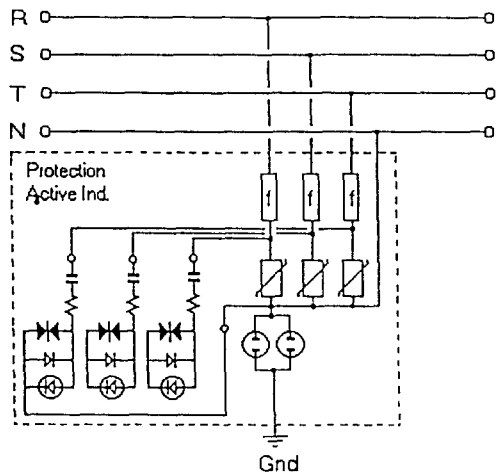 R
S
T
N
Protection
Active Ind.
f f f
Gnd